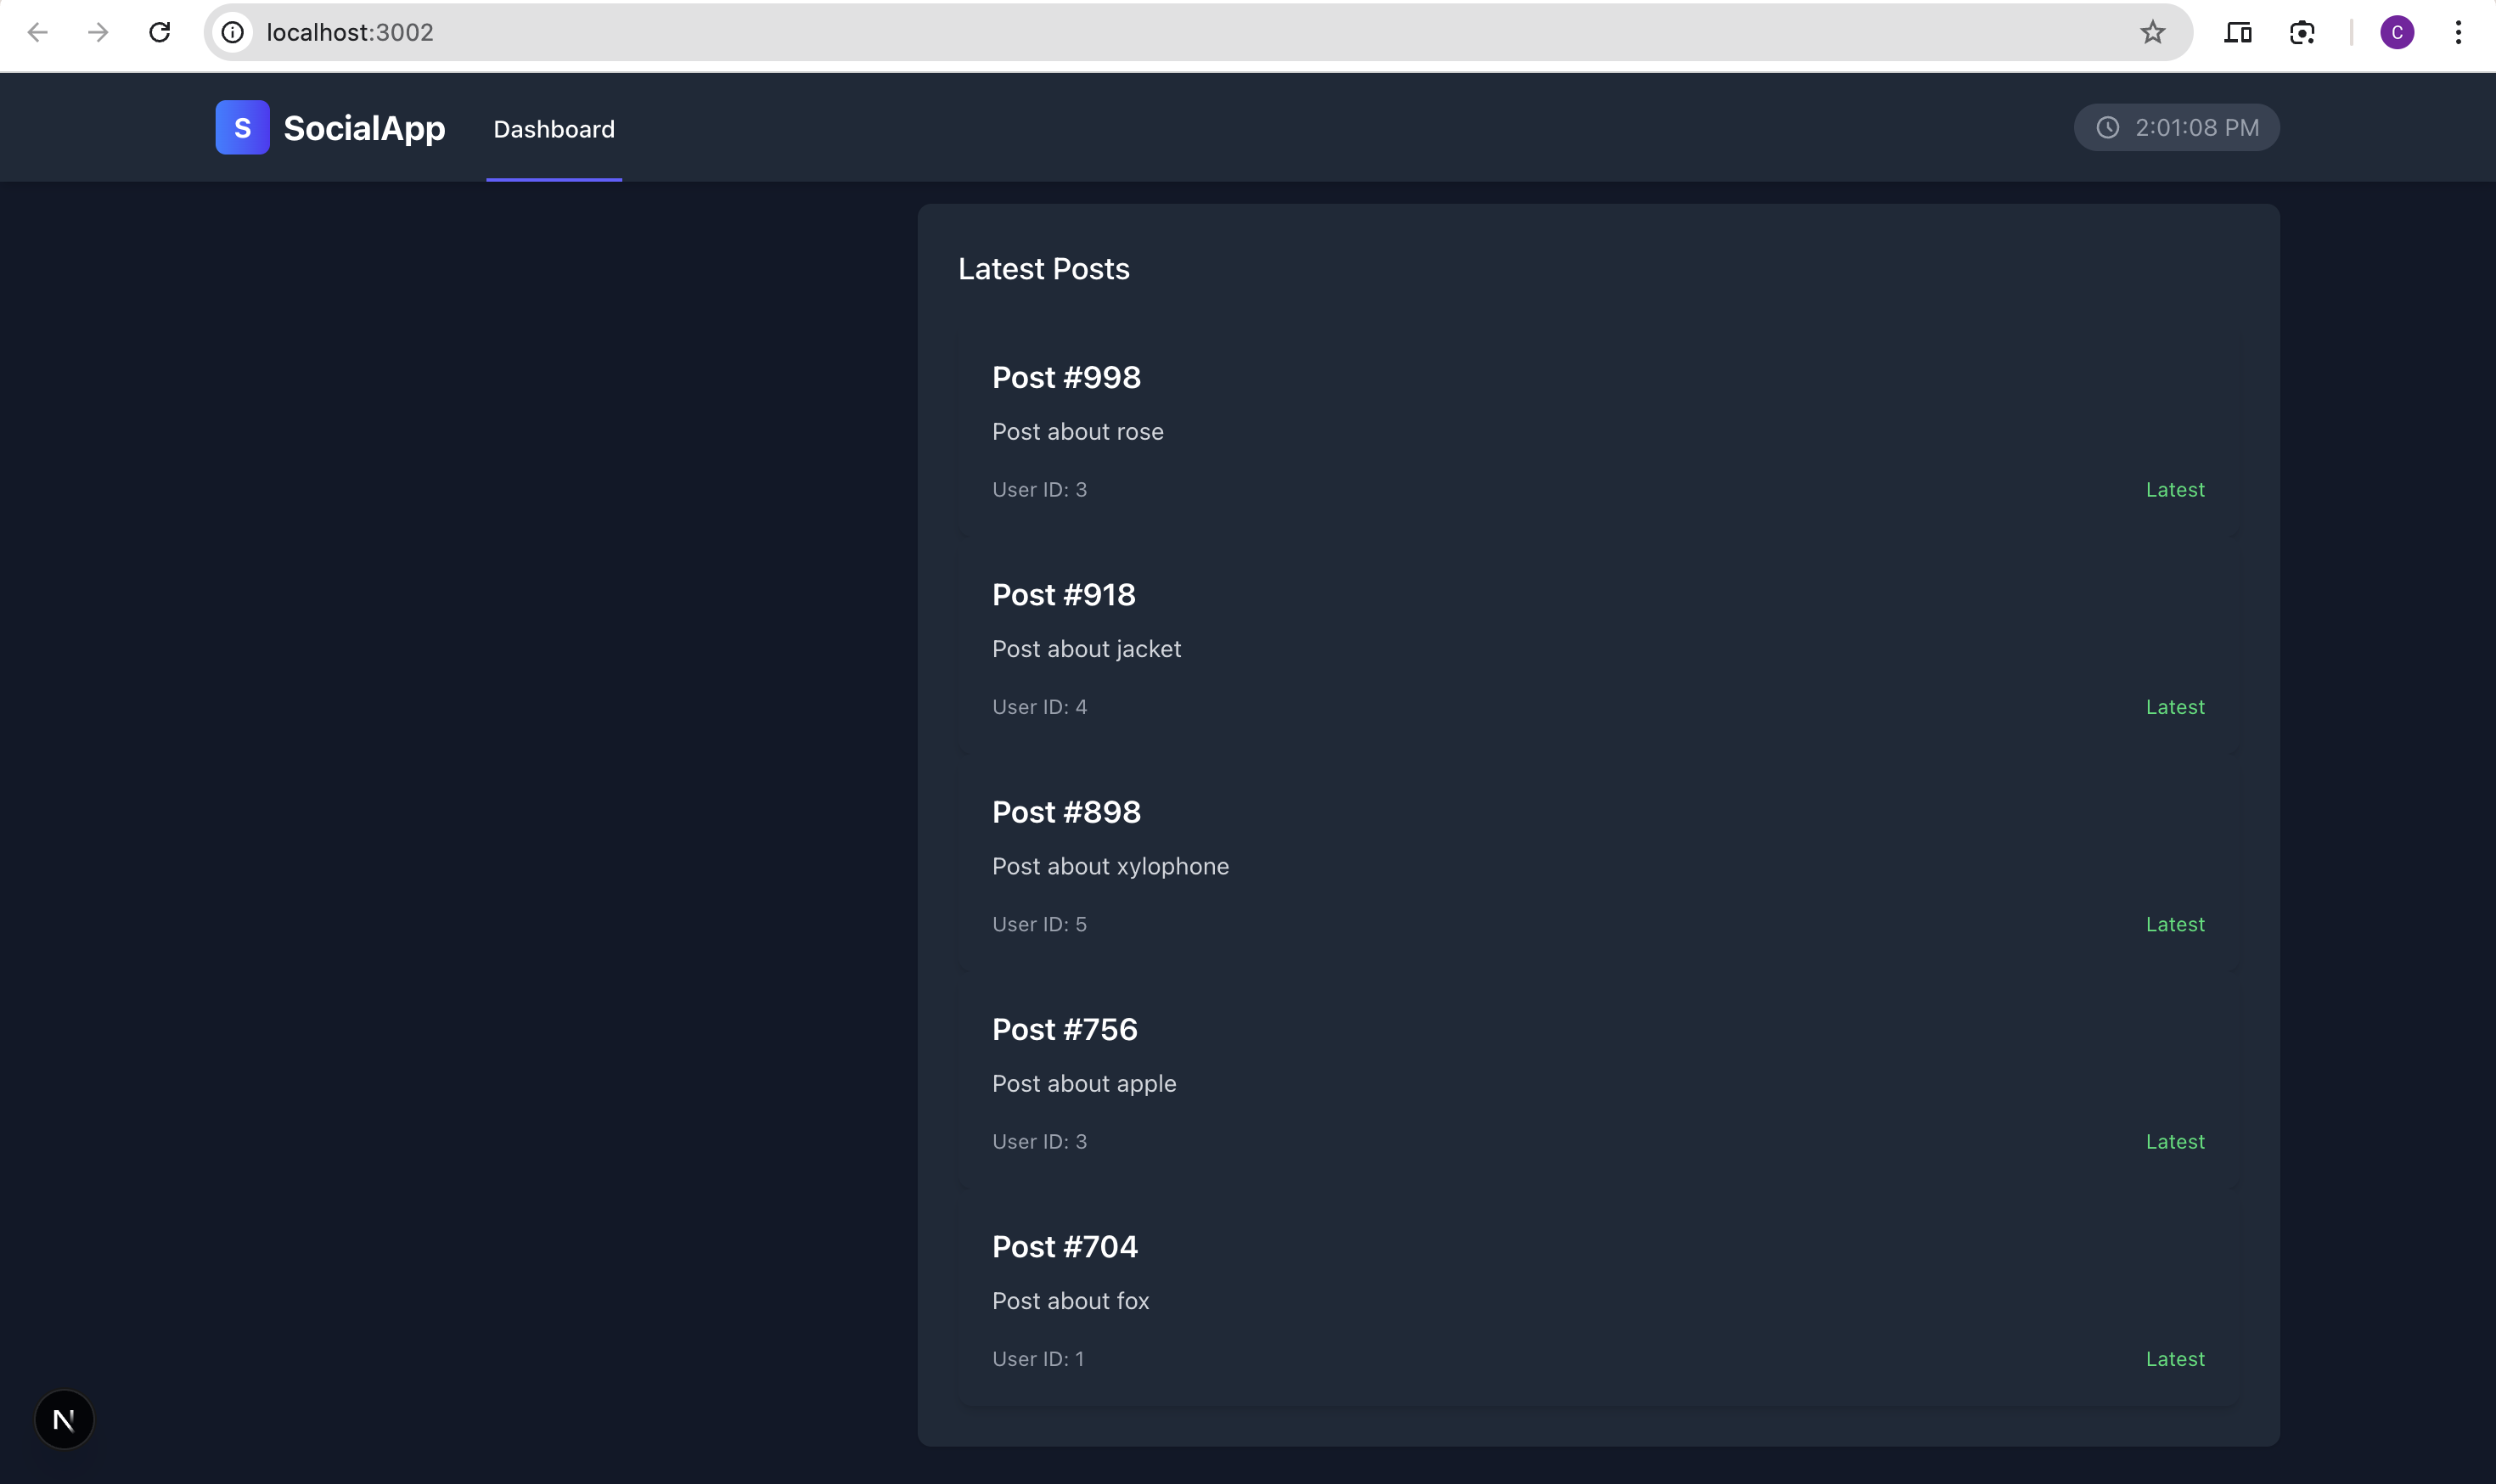 localhost:3002
C
S SocialApp Dashboard 2:01:08 PM
Latest Posts
Post #998
Post about rose
User ID: 3 Latest
Post #918
Post about jacket
User ID: 4 Latest
Post #898
Post about xylophone
User ID: 5 Latest
Post #756
Post about apple
User ID: 3 Latest
Post #704
Post about fox
User ID: 1 Latest
N